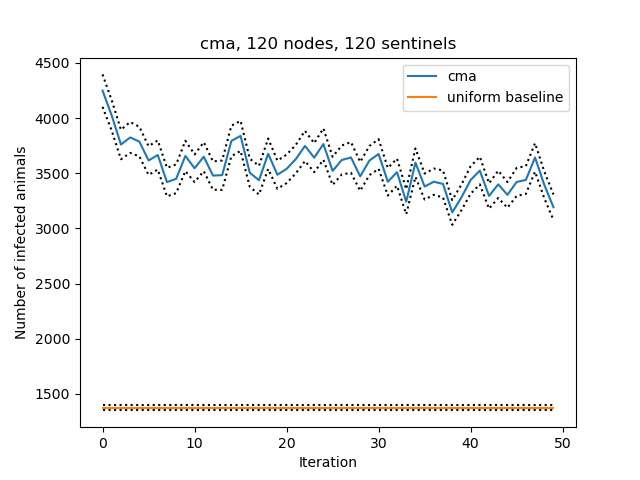 cma, 120 nodes, 120 sentinels
4500
4000
3500
3000
2500
2000
1500
Number of infected animals
cma
uniform baseline
0
10
20
30
40
50
Iteration